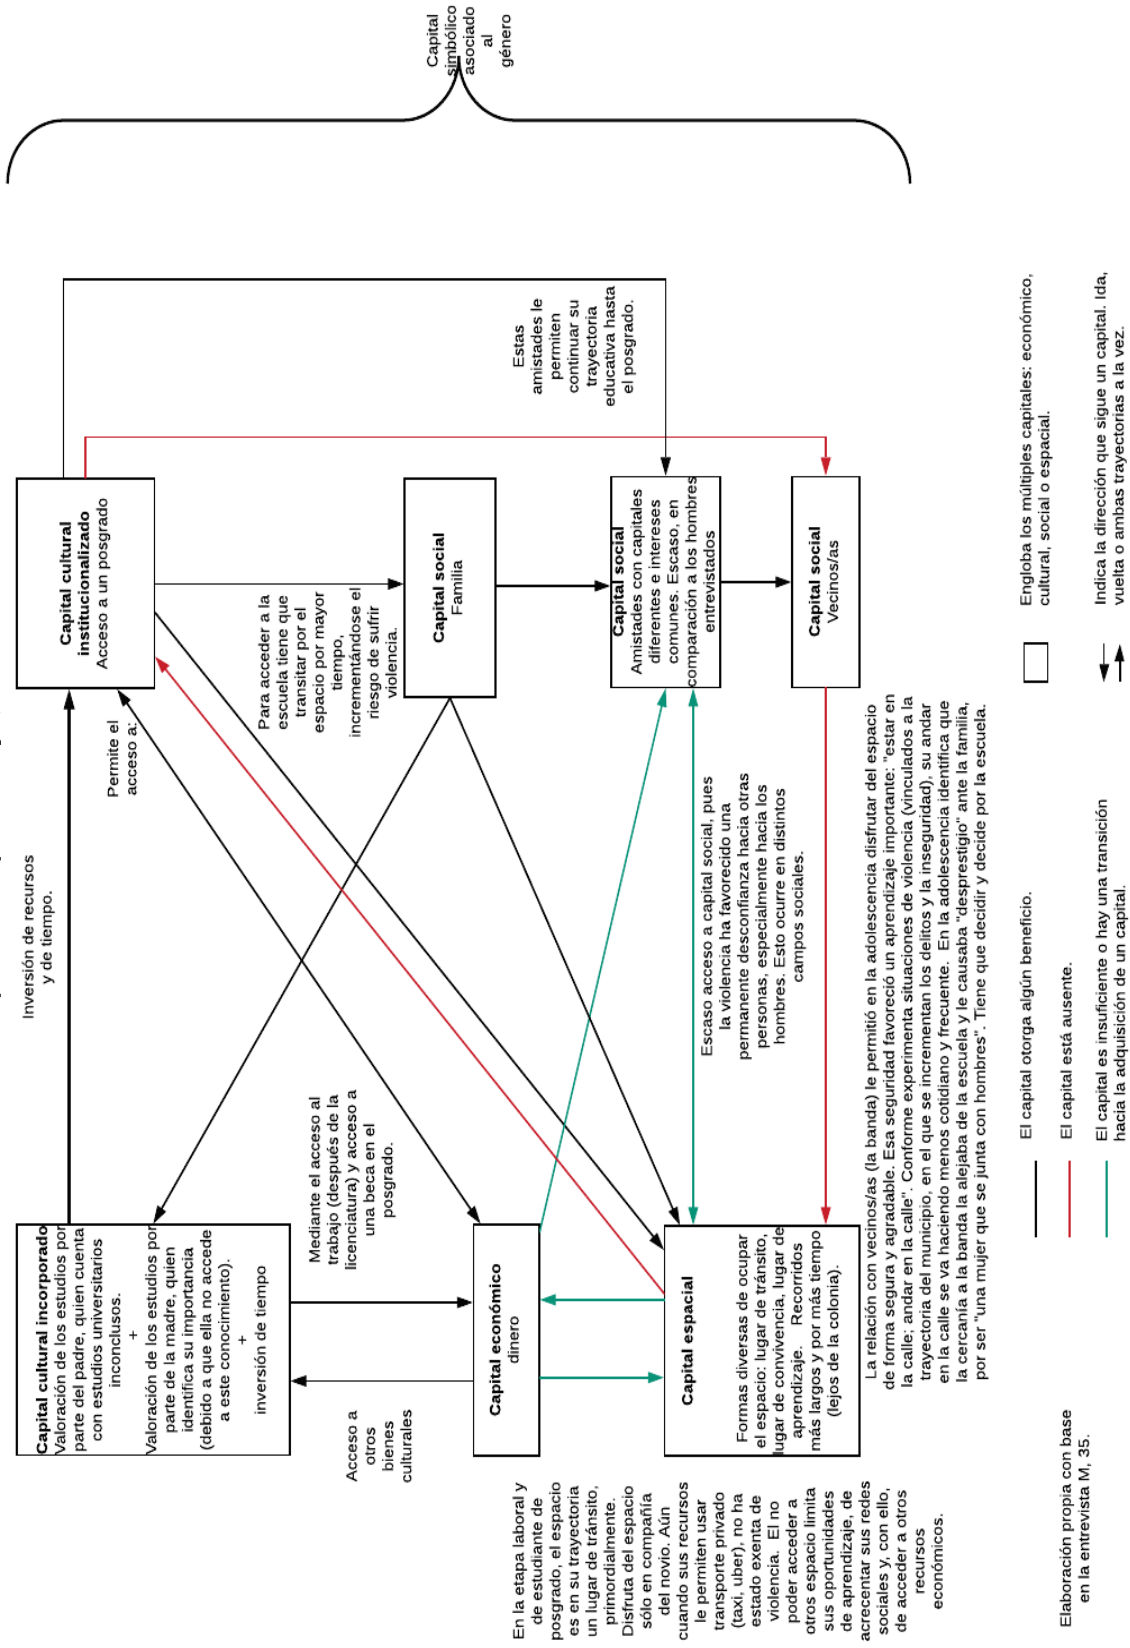 Inversión de recursos
y de tiempo.
Capital cultural incorporado
Valoración de los estudios por
parte del padre, quien cuenta
con estudios universitarios
inconclusos.
+
Valoración de los estudios por
parte de la madre, quien
identifica su importancia
(debido a que ella no accede
a este conocimiento).
+
inversión de tiempo
Permite el
acceso a:
Capital cultural
institucionalizado
Acceso a un posgrado
Acceso a
otros
bienes
culturales
Mediante el acceso al
trabajo (después de la
licenciatura) y acceso a
una beca en el
posgrado.
Para acceder a la
escuela tiene que
transitar por el
espacio por mayor
tiempo,
incrementándose el
riesgo de sufrir
violencia.
Capital social
Familia
Capital económico
dinero
Estas
amistades le
permiten
continuar su
trayectoria
educativa hasta
el posgrado.
Capital
simbólico
asociado
al
género
En la etapa laboral y
de estudiante de
posgrado, el espacio
es en su trayectoria
un lugar de tránsito,
primordialmente.
Disfruta del espacio
sólo en compañía
del novio. Aún
cuando sus recursos
le permiten usar
transporte privado
(taxi, uber), no ha
estado exenta de
violencia. El no
poder acceder a
otros espacio limita
sus oportunidades
de aprendizaje, de
acrecentar sus redes
sociales y, con ello,
de acceder a otros
recursos
económicos.
Capital espacial
Formas diversas de ocupar
el espacio: lugar de tránsito,
lugar de convivencia, lugar de
aprendizaje. Recorridos
más largos y por más tiempo
(lejos de la colonia).
Escaso acceso a capital social, pues
la violencia ha favorecido una
permanente desconfianza hacia otras
personas, especialmente hacia los
hombres. Esto ocurre en distintos
campos sociales.
Capital social
Amistades con capitales
diferentes e intereses
comunes. Escaso, en
comparación a los hombres
entrevistados
Capital social
Vecinos/as
La relación con vecinos/as (la banda) le permitió en la adolescencia disfrutar del espacio
de forma segura y agradable. Esa seguridad favoreció un aprendizaje importante: "estar en
la calle; andar en la calle". Conforme experimenta situaciones de violencia (vinculados a la
trayectoria del municipio, en el que se incrementan los delitos y la inseguridad), su andar
en la calle se va haciendo menos cotidiano y frecuente. En la adolescencia identifica que
la cercanía a la banda la alejaba de la escuela y le causaba "desprestigio" ante la familia,
por ser "una mujer que se junta con hombres". Tiene que decidir y decide por la escuela.
Elaboración propia con base
en la entrevista M, 35.
El capital otorga algún beneficio.
El capital está ausente.
El capital es insuficiente o hay una transición
hacia la adquisición de un capital.
Engloba los múltiples capitales: económico,
cultural, social o espacial.
Indica la dirección que sigue un capital. Ida,
vuelta o ambas trayectorias a la vez.